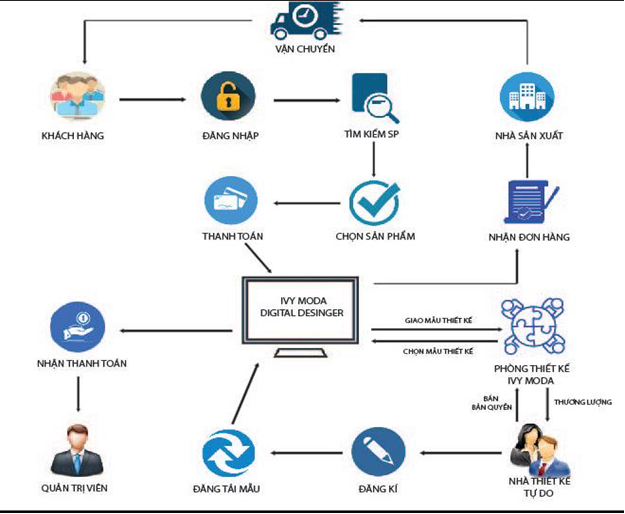 VẬN CHUYỂN
KHÁCH HÀNG
ĐĂNG NHẬP
TÌM KIẾM SP
NHÀ SẢN XUẤT
THANH TOÁN
CHỌN SẢN PHẨM
NHẬN ĐƠN HÀNG
IVY MODA
DIGITAL DESINGER
GIAO MẪU THIẾT KẾ
CHỌN MẪU THIẾT KẾ
NHẬN THANH TOÁN
PHÒNG THIẾT KẾ
IVY MODA
BÁN
BẢN QUYỀN
THƯƠNG LƯỢNG
QUẢN TRỊ VIÊN
ĐĂNG TẢI MẪU
ĐĂNG KÍ
NHÀ THIẾT KẾ
TỰ DO